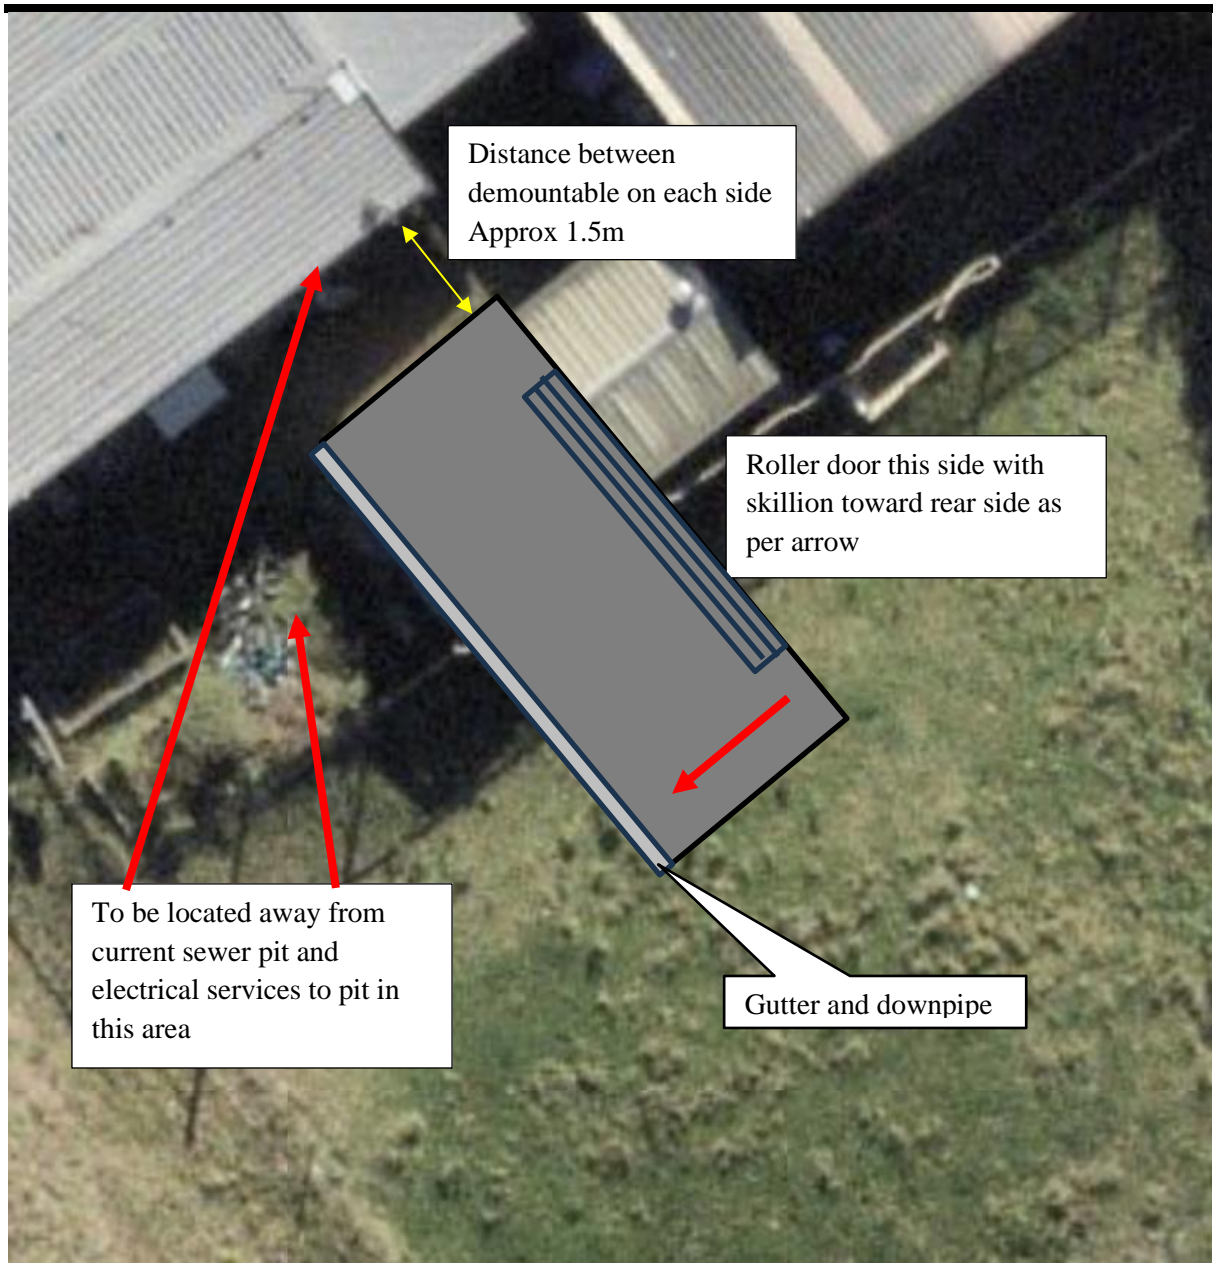 Distance between
demountable on each side
Approx 1.5m
Roller door this side with
skillion toward rear side as
per arrow
To be located away from
current sewer pit and
electrical services to pit in
this area
Gutter and downpipe